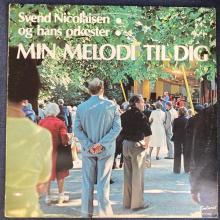 Svend Nicolaisen
og hans orkester
MIN MELODI TIL DIG